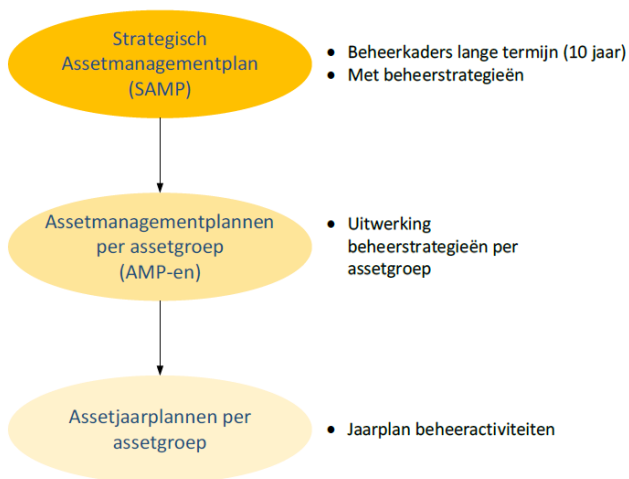 Strategisch
Assetmanagementplan
(SAMP)
• Beheerkaders lange termijn (10 jaar)
• Met beheerstrategieën
Assetmanagementplannen
per assetgroep
(AMP-en)
• Uitwerking
beheerstrategieën per
assetgroep
Assetjaarplannen per
assetgroep
• Jaarplan beheeractiviteiten